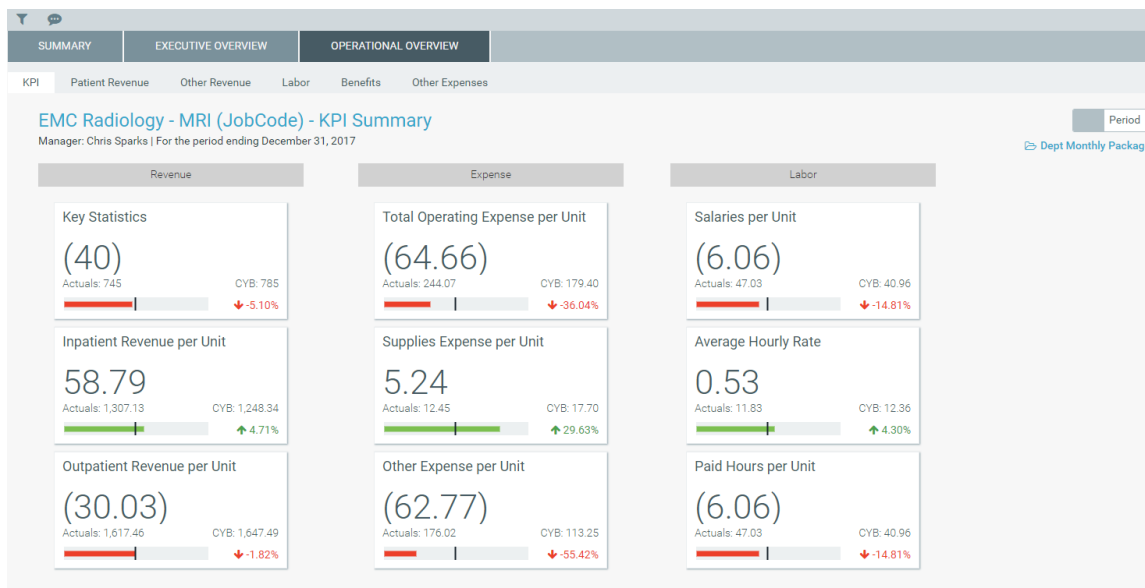 SUMMARY EXECUTIVE OVERVIEW OPERATIONAL OVERVIEW
KPI Patient Revenue Other Revenue Labor Benefits Other Expenses
EMC Radiology - MRI (JobCode) - KPI Summary
Manager: Chris Sparks | For the period ending December 31, 2017
Period
Dept Monthly Packag
Revenue
Key Statistics
(40)
Actuals: 745 CYB: 785
-5.10%
Inpatient Revenue per Unit
58.79
Actuals: 1,307.13 CYB: 1,248.34
4.71%
Outpatient Revenue per Unit
(30.03)
Actuals: 1,617.46 CYB: 1,647.49
-1.82%
Expense
Total Operating Expense per Unit
(64.66)
Actuals: 244.07 CYB: 179.40
-36.04%
Supplies Expense per Unit
5.24
Actuals: 12.45 CYB: 17.70
29.63%
Other Expense per Unit
(62.77)
Actuals: 176.02 CYB: 113.25
-55.42%
Labor
Salaries per Unit
(6.06)
Actuals: 47.03 CYB: 40.96
-14.81%
Average Hourly Rate
0.53
Actuals: 11.83 CYB: 12.36
4.30%
Paid Hours per Unit
(6.06)
Actuals: 47.03 CYB: 40.96
-14.81%